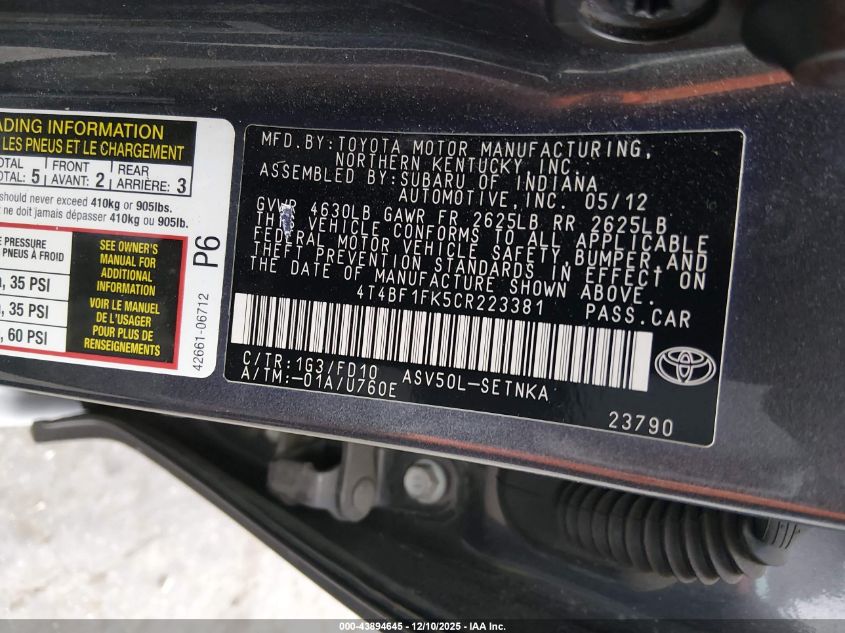 ADING INFORMATION
LES PNEUS ET LE CHARGEMENT
TOTAL: 5 FRONT AVANT: 2 REAR ARRIÈRE: 3
should never exceed 410kg or 905lbs.
ne doit jamais dépasser 410kg ou 905lb.
PRESSURE
PNEUS À FROID
35 PSI
35 PSI
60 PSI
SEE OWNER'S
MANUAL FOR
ADDITIONAL
INFORMATION
VOIR LE MANUEL
DE L'USAGER
POUR PLUS DE
RENSEIGNEMENTS
P6
42661-06712
MFD.BY:TOYOTA MOTOR MANUFACTURING,
NORTHERN KENTUCKY INC.
ASSEMBLED BY:SUBARU OF INDIANA
AUTOMOTIVE,INC. 05/12
GVWR 4630LB GAWR FR 2625LB RR 2625LB
VEHICLE CONFORMS TO ALL APPLICABLE
FEDERAL MOTOR VEHICLE SAFETY,BUMPER,AND
THEFT PREVENTION STANDARDS IN EFFECT ON
THE DATE OF MANUFACTURE SHOWN ABOVE.
4T4BF1FK5CR223381 PASS.CAR
C/TR:1G3/FD10 ASV50L-SETNKA
A/TM:-01A/U760E
TOYOTA
23790
000-43894645 - 12/10/2025 - IAA Inc.